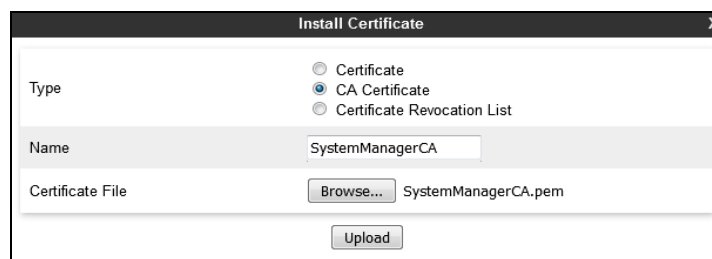 Install Certificate X
Certificate
Type
CA Certificate
Certificate Revocation List
Name SystemManagerCA
Certificate File Browse... SystemManagerCA.pem
Upload